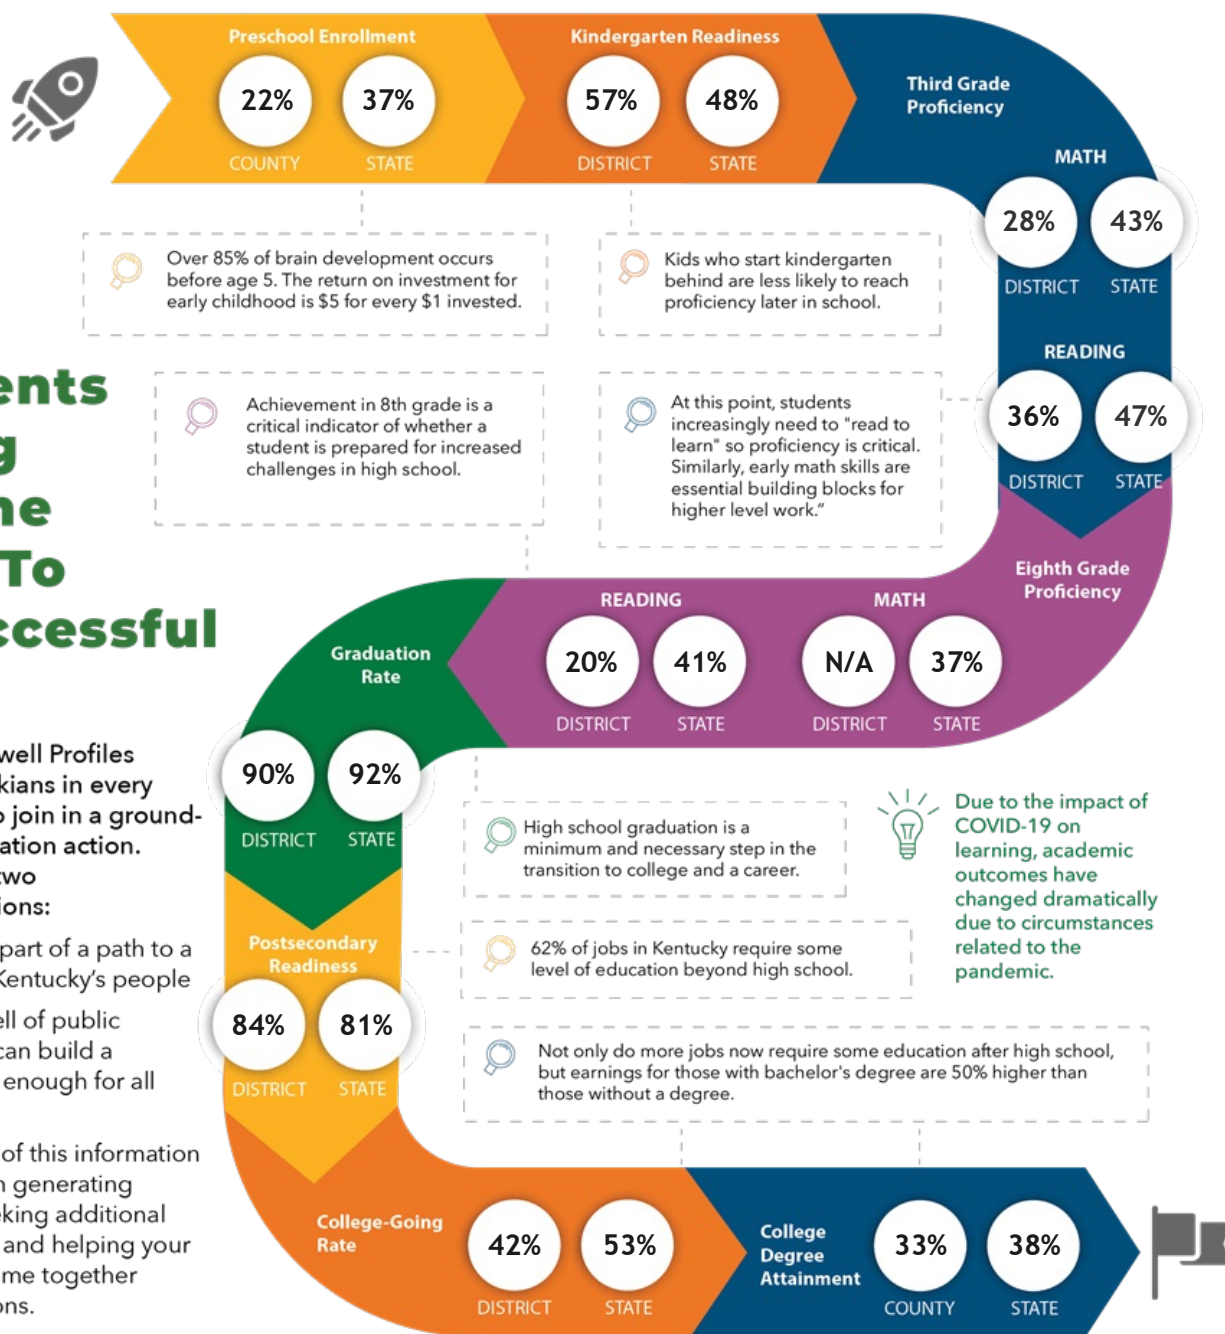 Preschool Enrollment
22%
37%
COUNTY
STATE
Kindergarten Readiness
57%
48%
DISTRICT
STATE
Third Grade
Proficiency
MATH
28%
43%
DISTRICT
STATE
READING
36%
47%
DISTRICT
STATE
Over 85% of brain development occurs
before age 5. The return on investment for
early childhood is $5 for every $1 invested.
Kids who start kindergarten
behind are less likely to reach
proficiency later in school.
Achievement in 8th grade is a
critical indicator of whether a
student is prepared for increased
challenges in high school.
At this point, students
increasingly need to "read to
learn" so proficiency is critical.
Similarly, early math skills are
essential building blocks for
higher level work.”
ents
g
ne
To
ccessful
Eighth Grade
Proficiency
READING
20%
41%
DISTRICT
STATE
MATH
N/A
37%
DISTRICT
STATE
Graduation
Rate
90%
92%
DISTRICT
STATE
well Profiles
kians in every
o join in a ground-
ation action.
two
ions:
part of a path to a
Kentucky’s people
ell of public
can build a
enough for all
of this information
n generating
eking additional
and helping your
me together
ons.
High school graduation is a
minimum and necessary step in the
transition to college and a career.
Due to the impact of
COVID-19 on
learning, academic
outcomes have
changed dramatically
due to circumstances
related to the
pandemic.
Postsecondary
Readiness
84%
81%
DISTRICT
STATE
62% of jobs in Kentucky require some
level of education beyond high school.
Not only do more jobs now require some education after high school,
but earnings for those with bachelor's degree are 50% higher than
those without a degree.
College-Going
Rate
42%
53%
DISTRICT
STATE
College
Degree
Attainment
33%
38%
COUNTY
STATE